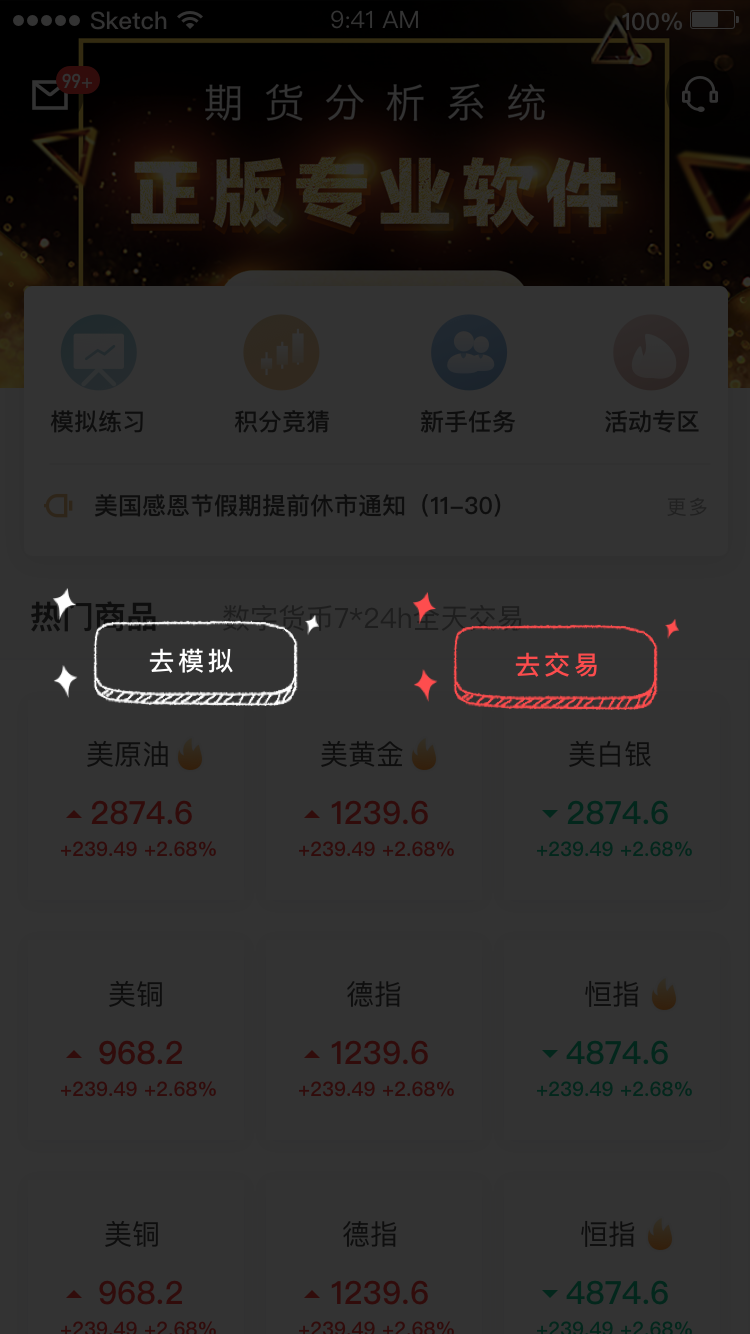 Sketch 9:41 AM 100%
99+
期货分析系统
正版专业软件
模拟练习 积分竞猜 新手任务 活动专区
美国感恩节假期提前休市通知（11-30） 更多
热门商品 数字货币7*24h全天交易
去模拟 去交易
美原油 美黄金 美白银
2874.6 1239.6 2874.6
+239.49 +2.68% +239.49 +2.68% +239.49 +2.68%
美铜 德指 恒指
968.2 1239.6 4874.6
+239.49 +2.68% +239.49 +2.68% +239.49 +2.68%
美铜 德指 恒指
968.2 1239.6 4874.6
+239.49 +2.68% +239.49 +2.68% +239.49 +2.68%